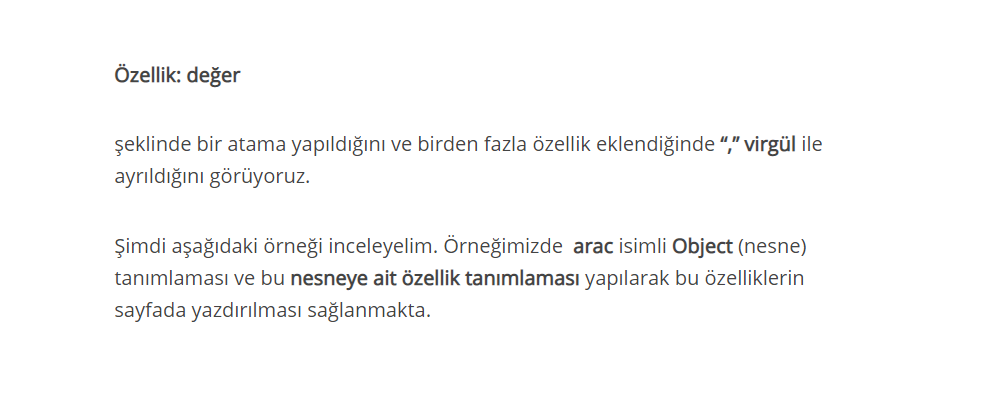 Özellik: değer
şeklinde bir atama yapıldığını ve birden fazla özellik eklendiğinde “,” virgül ile
ayrıldığını görüyoruz.
Şimdi aşağıdaki örneği inceleyelim. Örneğimizde  arac isimli Object (nesne)
tanımlaması ve bu nesneye ait özellik tanımlaması yapılarak bu özelliklerin
sayfada yazdırılması sağlanmakta.